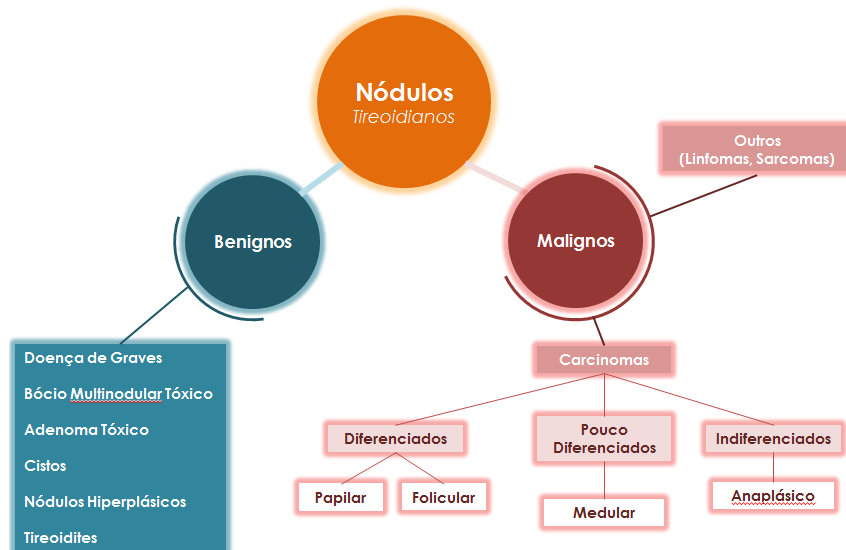 Nódulos
Tireoidianos
Outros
(Linfomas, Sarcomas)
Benignos
Malignos
Doença de Graves
Bócio Multinodular Tóxico
Adenoma Tóxico
Cistos
Nódulos Hiperplásicos
Tireoidites
Carcinomas
Diferenciados
Pouco
Diferenciados
Indiferenciados
Papilar
Folicular
Medular
Anaplásico